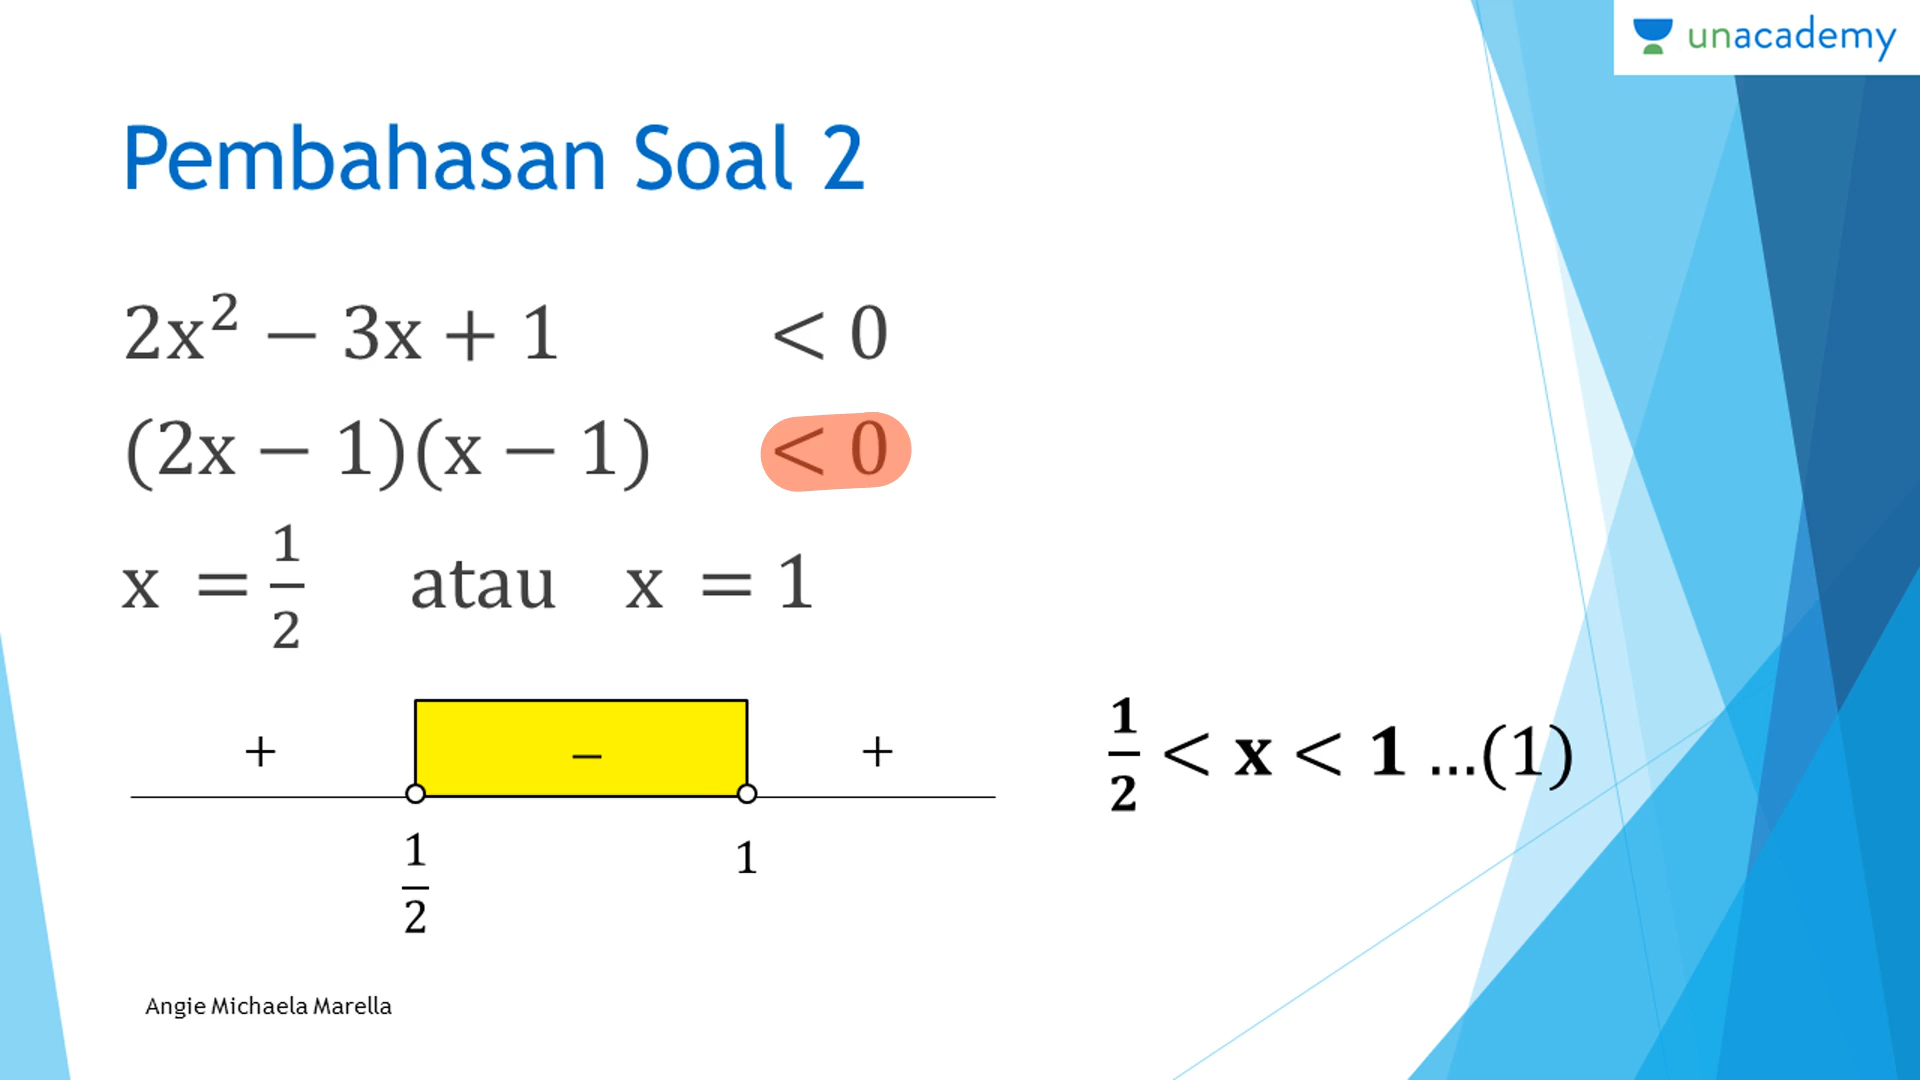 unacademy
Pembahasan Soal 2
2x² − 3x + 1 < 0
(2x − 1)(x − 1) < 0
x = 1/2 atau x = 1
+ − +
1/2 1
1/2 < x < 1 ...(1)
Angie Michaela Marella